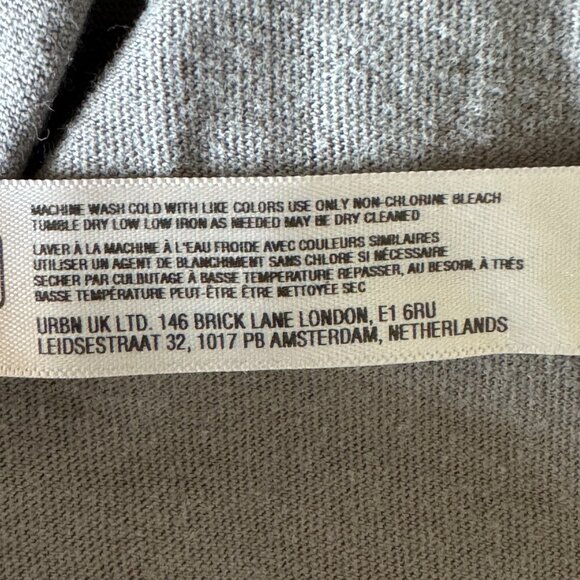 MACHINE WASH COLD WITH LIKE COLORS USE ONLY NON-CHLORINE BLEACH
TUMBLE DRY LOW LOW IRON AS NEEDED MAY BE DRY CLEANED
LAVER À LA MACHINE À L'EAU FROIDE AVEC COULEURS SIMILAIRES
UTILISER UN AGENT DE BLANCHIMENT SANS CHLORE SI NÉCESSAIRE
SECHER PAR CULBUTAGE À BASSE TEMPERATURE REPASSER, AU BESOIN, À TRÉS
BASSE TEMPÉRATURE PEUT-ÊTRE ÊTRE NETTOYÉE SEC
URBN UK LTD. 146 BRICK LANE LONDON, E1 6RU
LEIDSESTRAAT 32, 1017 PB AMSTERDAM, NETHERLANDS